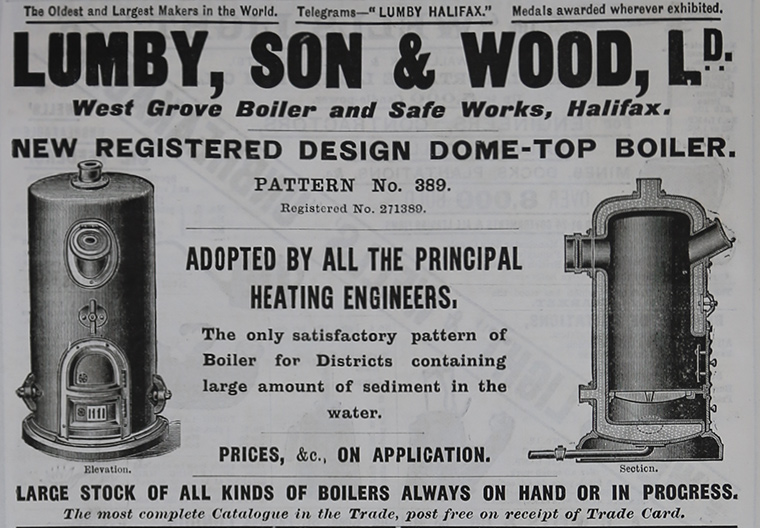 The Oldest and Largest Makers in the World. Telegrams—“LUMBY HALIFAX.” Medals awarded wherever exhibited.
LUMBY, SON & WOOD, LD.
West Grove Boiler and Safe Works, Halifax.
NEW REGISTERED DESIGN DOME-TOP BOILER.
PATTERN No. 389.
Registered No. 271389.
ADOPTED BY ALL THE PRINCIPAL
HEATING ENGINEERS.
The only satisfactory pattern of
Boiler for Districts containing
large amount of sediment in the
water.
PRICES, &c., ON APPLICATION.
Elevation.
Section.
LARGE STOCK OF ALL KINDS OF BOILERS ALWAYS ON HAND OR IN PROGRESS.
The most complete Catalogue in the Trade, post free on receipt of Trade Card.